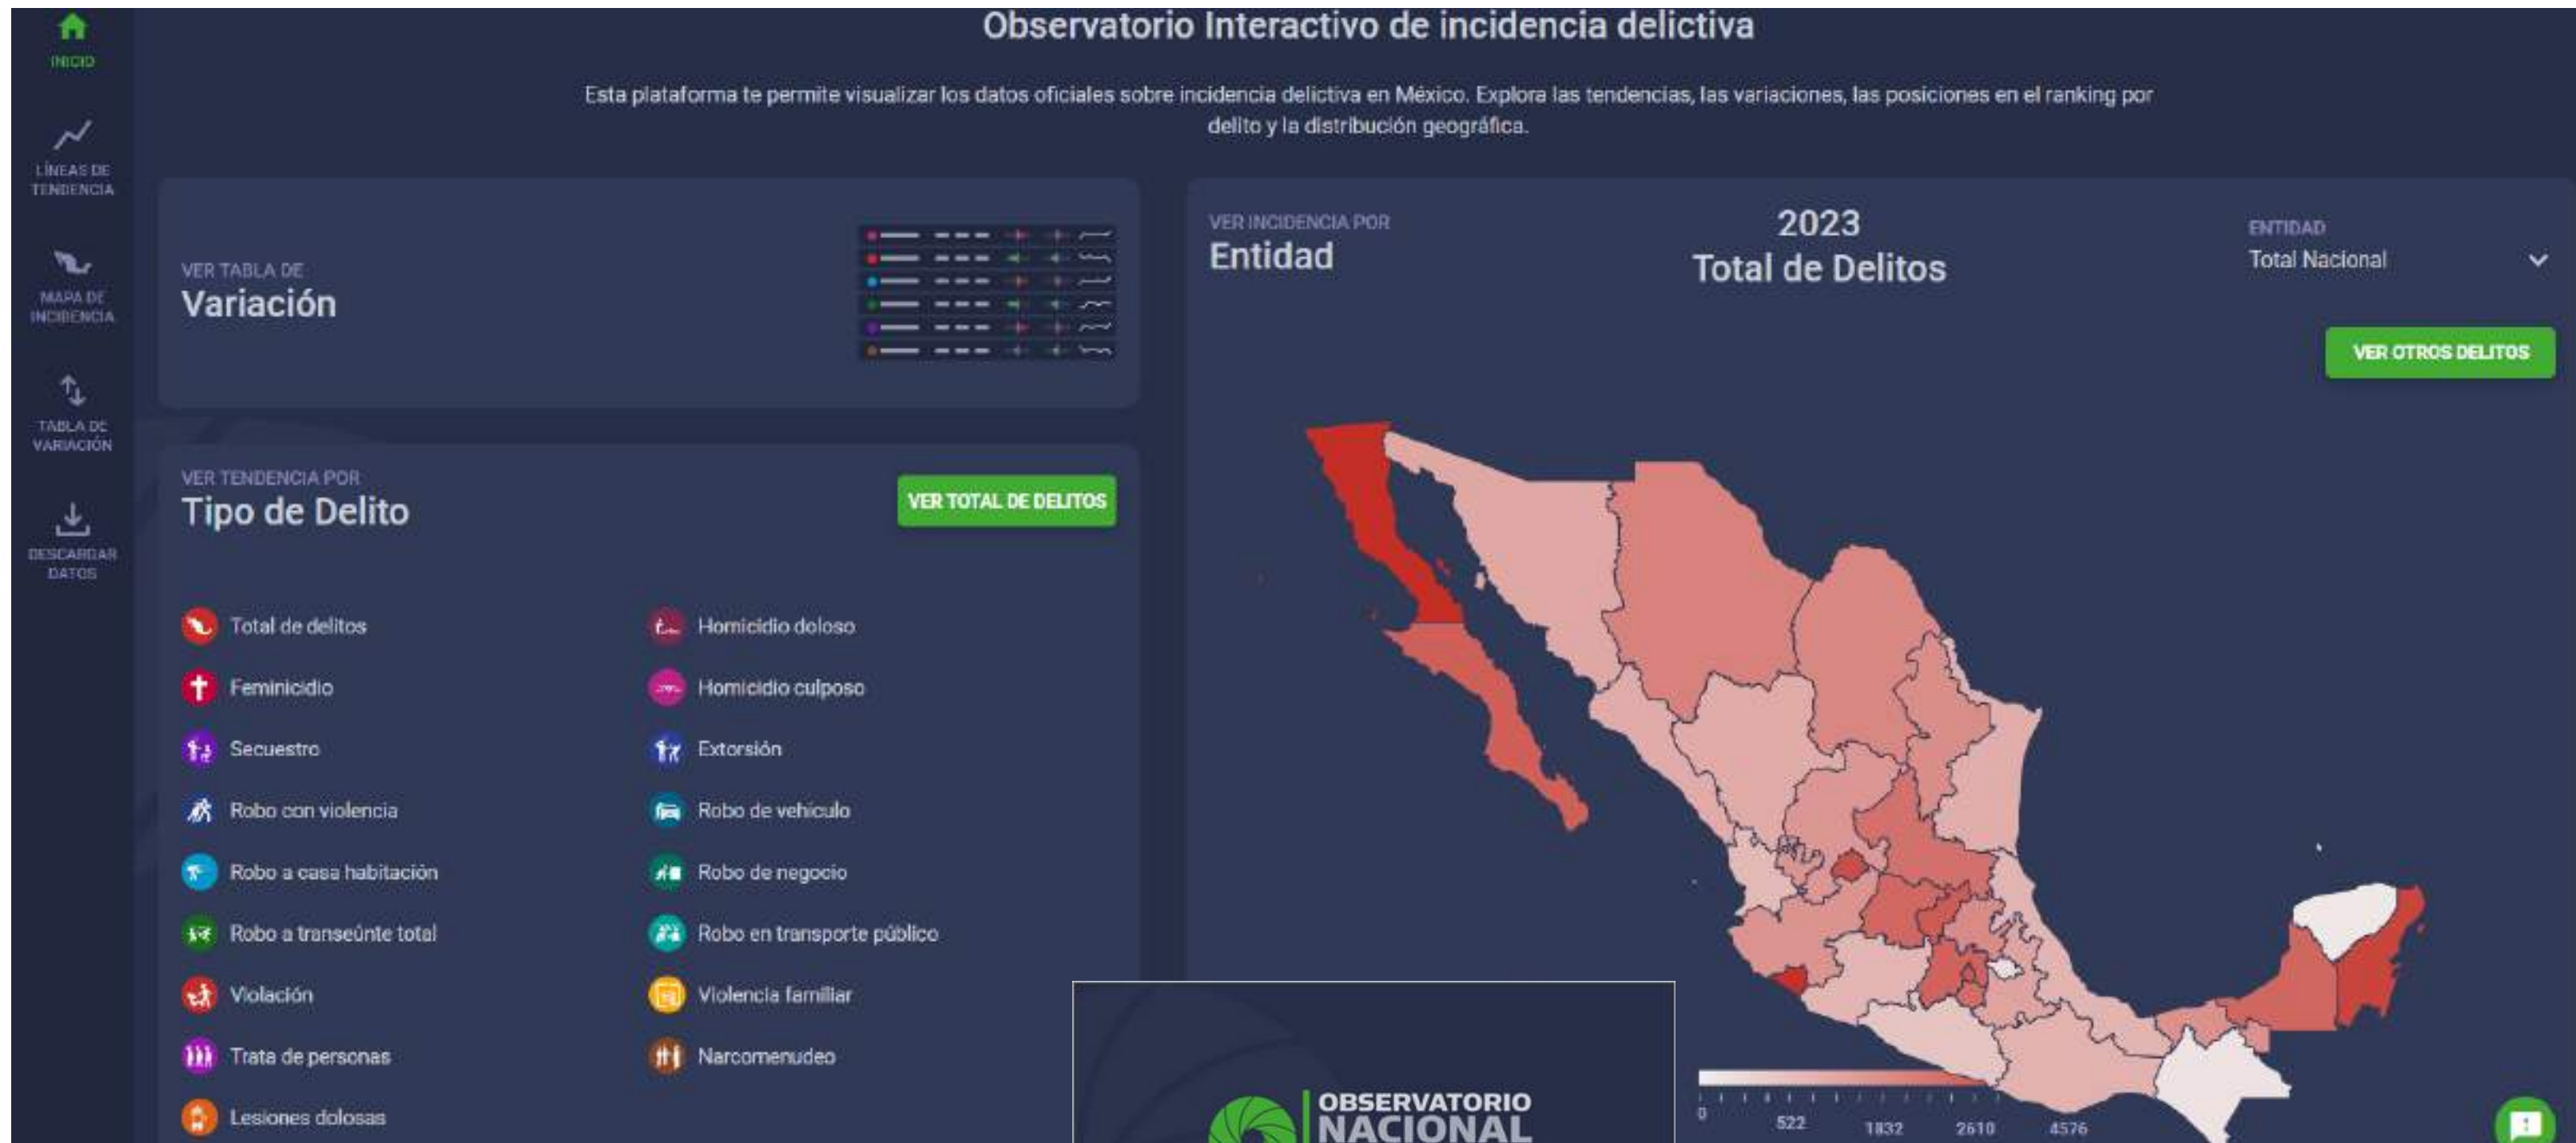 Observatorio Interactivo de incidencia delictiva
Esta plataforma te permite visualizar los datos oficiales sobre incidencia delictiva en México. Explora las tendencias, las variaciones, las posiciones en el ranking por
delito y la distribución geográfica.
INICIO
LÍNEAS DE
TENDENCIA
MAPA DE
INCIDENCIA
TABLA DE
VARIACIÓN
DESCARGAR
DATOS
VER TABLA DE
Variación
VER TENDENCIA POR
Tipo de Delito
VER TOTAL DE DELITOS
Total de delitos
Homicidio doloso
Feminicidio
Homicidio culposo
Secuestro
Extorsión
Robo con violencia
Robo de vehículo
Robo a casa habitación
Robo de negocio
Robo a transeúnte total
Robo en transporte público
Violación
Violencia familiar
Trata de personas
Narcomenudeo
Lesiones dolosas
VER INCIDENCIA POR
Entidad
2023
Total de Delitos
ENTIDAD
Total Nacional
VER OTROS DELITOS
0
522
1832
2610
4576
OBSERVATORIO
NACIONAL